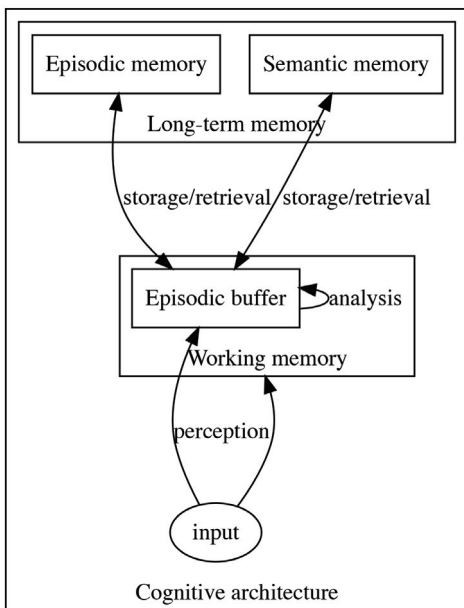 Episodic memory
Semantic memory
Long-term memory
storage/retrieval
storage/retrieval
Episodic buffer
analysis
Working memory
perception
input
Cognitive architecture